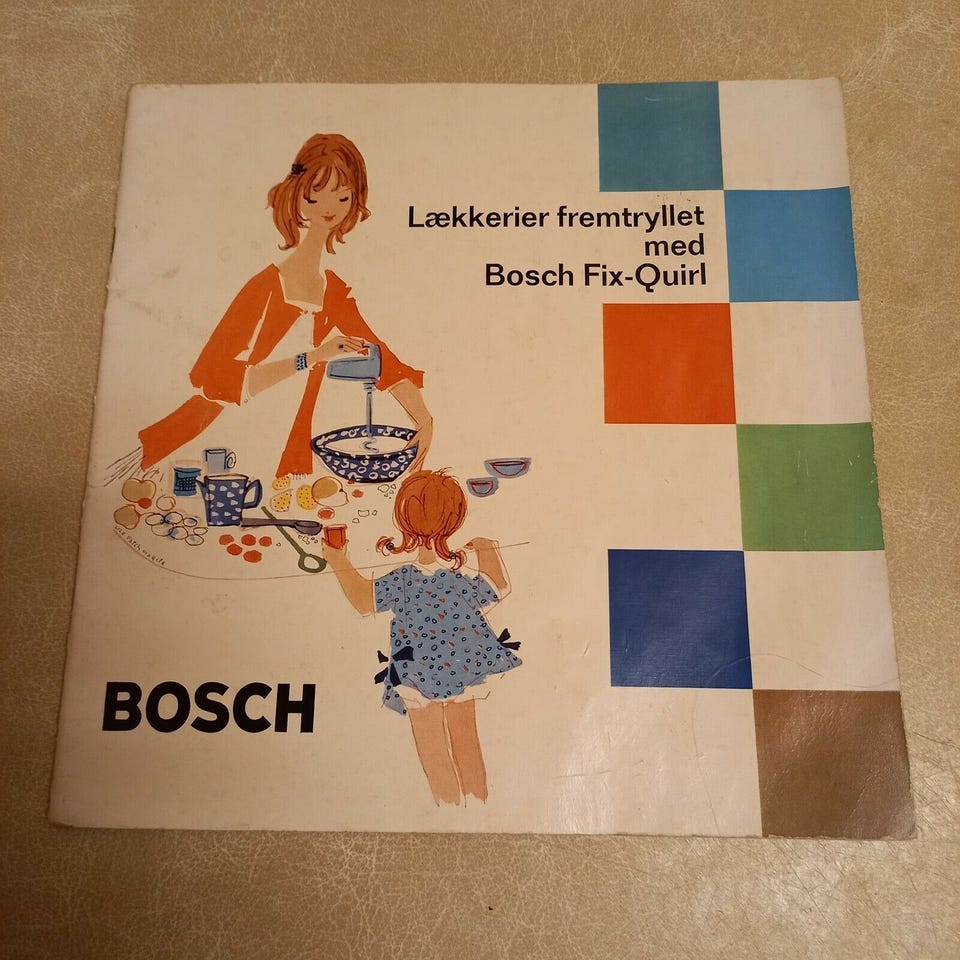 Lækkerier fremtryllet
med
Bosch Fix-Quirl
BOSCH